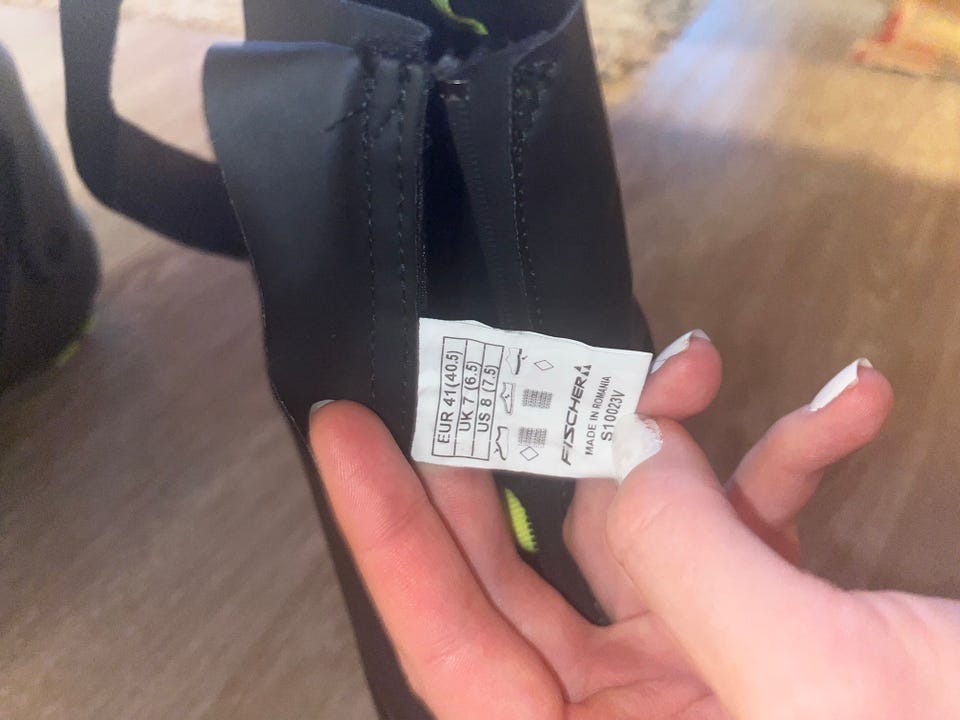 EUR 41(40.5)
UK 7 (6.5)
US 8 (7.5)
FISCHER
MADE IN ROMANIA
S10023V